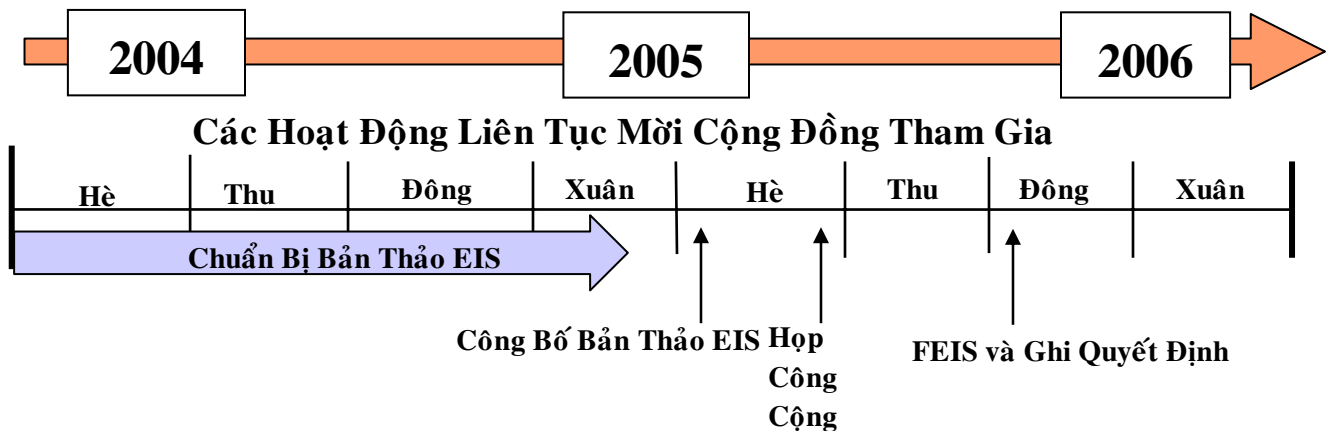 2004 2005 2006
Các Hoạt Động Liên Tục Mời Cộng Đồng Tham Gia
Hè Thu Đông Xuân Hè Thu Đông Xuân
Chuẩn Bị Bản Thảo EIS
Công Bố Bản Thảo EIS
Họp
Công
Cộng
FEIS và Ghi Quyết Định